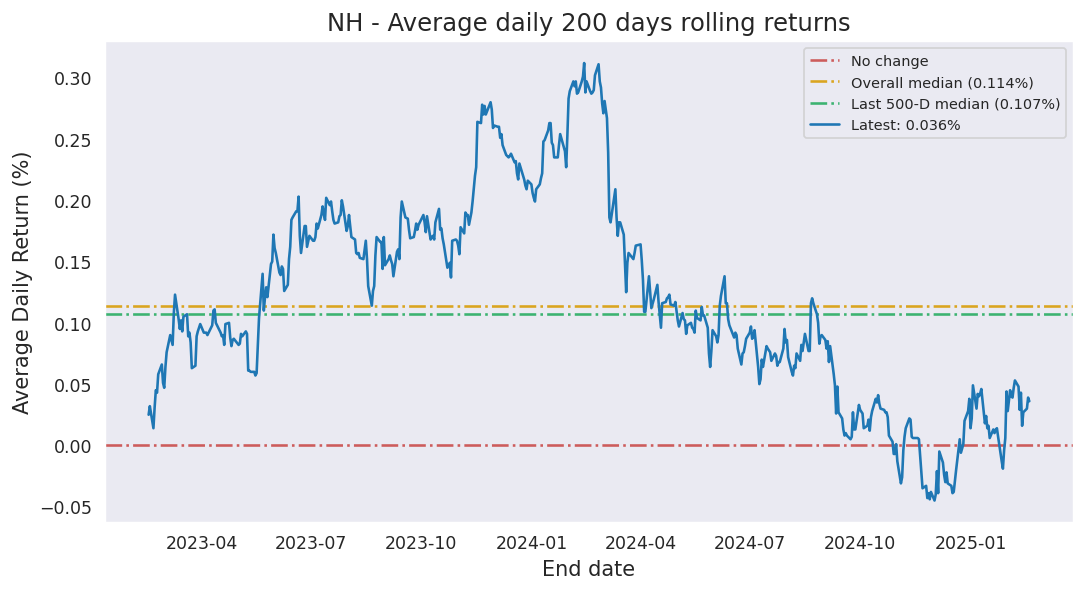 NH - Average daily 200 days rolling returns
No change
Overall median (0.114%)
Last 500-D median (0.107%)
Latest: 0.036%
Average Daily Return (%)
0.30
0.25
0.20
0.15
0.10
0.05
0.00
−0.05
2023-04 2023-07 2023-10 2024-01 2024-04 2024-07 2024-10 2025-01
End date